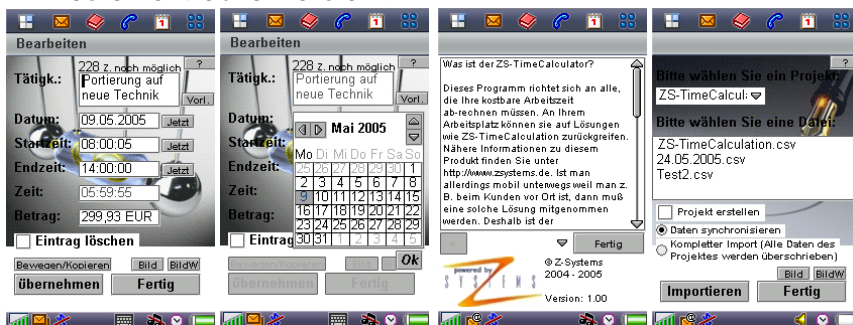 Bearbeiten
228 Z. noch möglich
?
Tätigk.:
Portierung auf
neue Technik
Vorl.
Datum:
09.05.2005
Jetzt
Startzeit:
08:00:05
Jetzt
Endzeit:
14:00:00
Jetzt
Zeit:
05:59:55
Betrag:
299,93 EUR
Eintrag löschen
Bewegen/Kopieren
Bild
BildW
übernehmen
Fertig
Bearbeiten
228 z. noch möglich
?
Tätigk.:
Portierung auf
neue Technik
Vorl.
Datum:
Startzeit:
Endzeit:
Zeit:
Betrag:
Mai 2005
Mo Di Mi Do Fr Sa So
25 26 27 28 29 30 1
2 3 4 5 6 7 8
9 10 11 12 13 14 15
16 17 18 19 20 21 22
23 24 25 26 27 28 29
30 31 1 2 3 4 5
Eintrag
Ok
Bewegen/Kopieren
Bild
übernehmen
Fertig
Was ist der ZS-TimeCalculator?
Dieses Programm richtet sich an alle,
die Ihre kostbare Arbeitszeit
ab-rechnen müssen. An Ihrem
Arbeitsplatz können sie auf Lösungen
wie ZS-TimeCalculation zurückgreifen.
Nähere Informationen zu diesem
Produkt finden Sie unter
http://www.zsystems.de. Ist man
allerdings mobil unterwegs weil man z.
B. beim Kunden vor Ort ist, dann muß
eine solche Lösung mitgenommen
werden. Deshalb ist der
<
Fertig
powered by
SYSTEMS
© Z-Systems
2004 - 2005
Version: 1.00
?
Bitte wählen Sie ein Projekt:
ZS-TimeCalcul:
Bitte wählen Sie eine Datei:
ZS-TimeCalculation.csv
24.05.2005.csv
Test2.csv
Projekt erstellen
Daten synchronisieren
Kompletter Import (Alle Daten des
Projektes werden überschrieben)
Bild
BildW
Importieren
Fertig